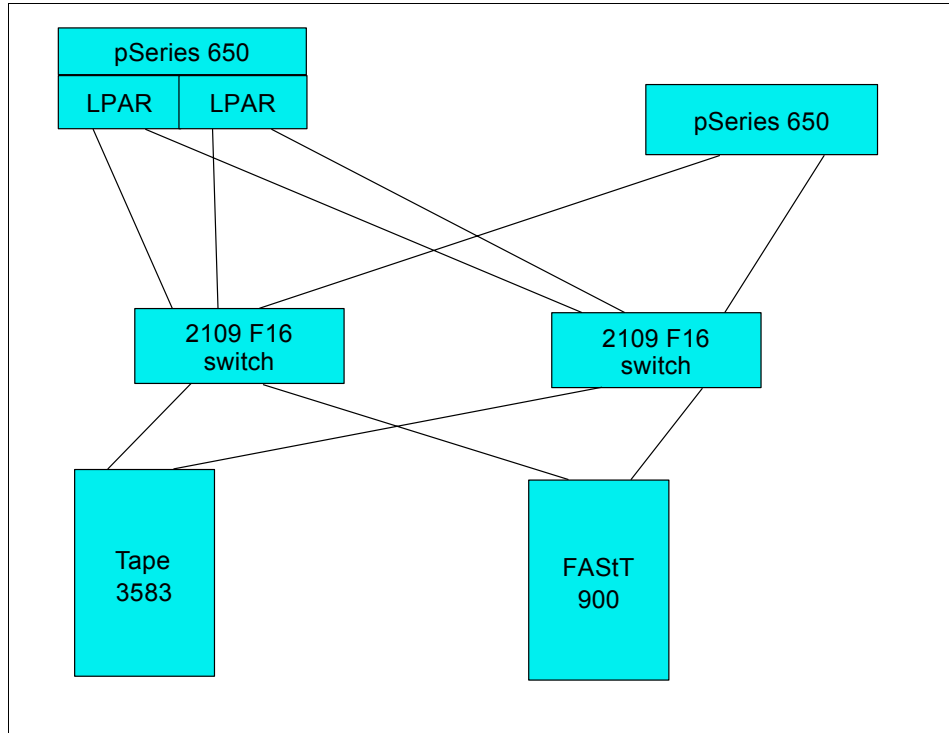 pSeries 650
LPAR
LPAR
pSeries 650
2109 F16
switch
2109 F16
switch
Tape
3583
FAStT
900